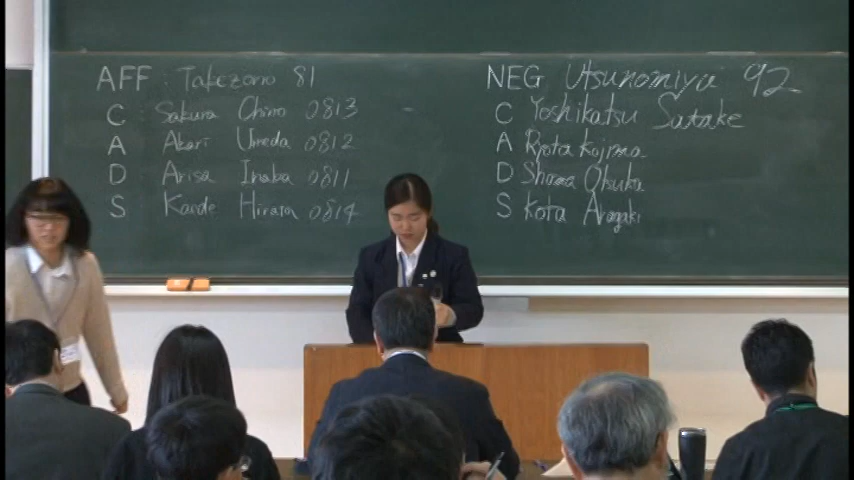 AFF : Takezono 81
C Sakura Chino 0813
A Akari Umeda 0812
D Arisa Inaba 0811
S Kaede Hirata 0814
NEG Utsunomiya 92
C Yoshikatsu Satake
A Ryota Kojima
D Shoma Otsuka
S Kota Aragaki